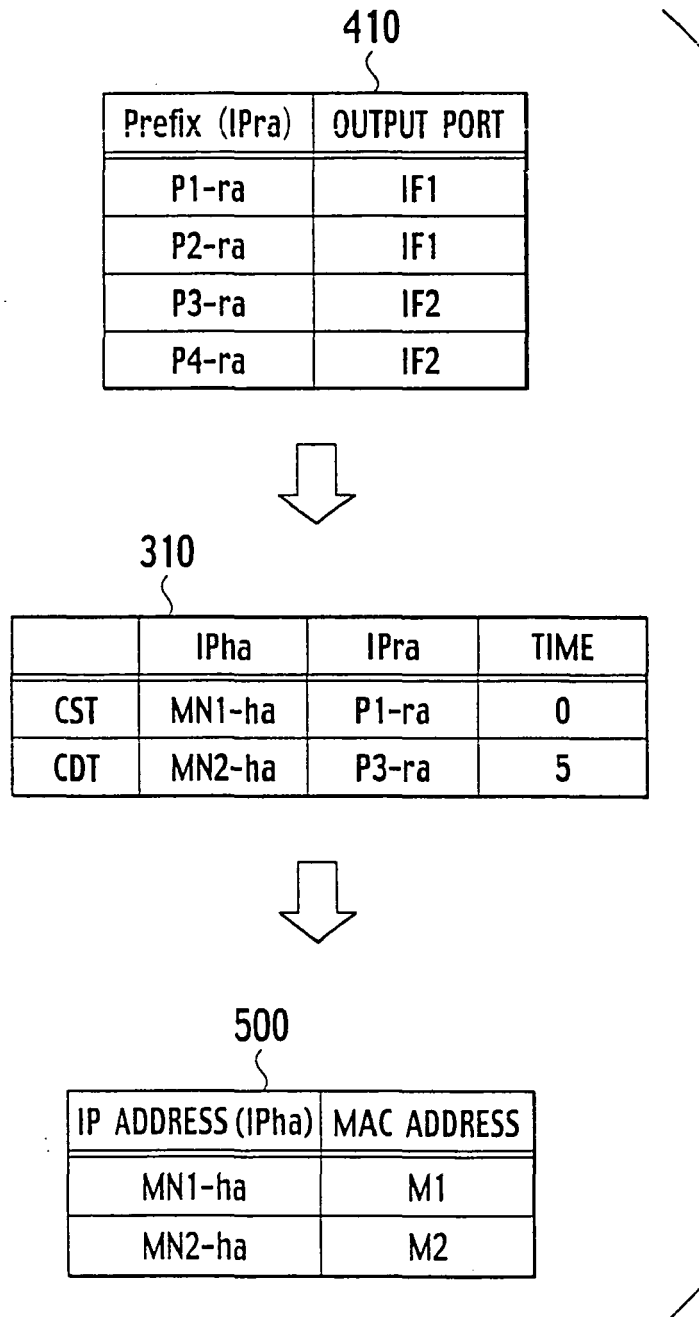 410
Prefix (IPra) OUTPUT PORT
P1-ra IF1
P2-ra IF1
P3-ra IF2
P4-ra IF2
310
IPha IPra TIME
CST MN1-ha P1-ra 0
CDT MN2-ha P3-ra 5
500
IP ADDRESS (IPha) MAC ADDRESS
MN1-ha M1
MN2-ha M2